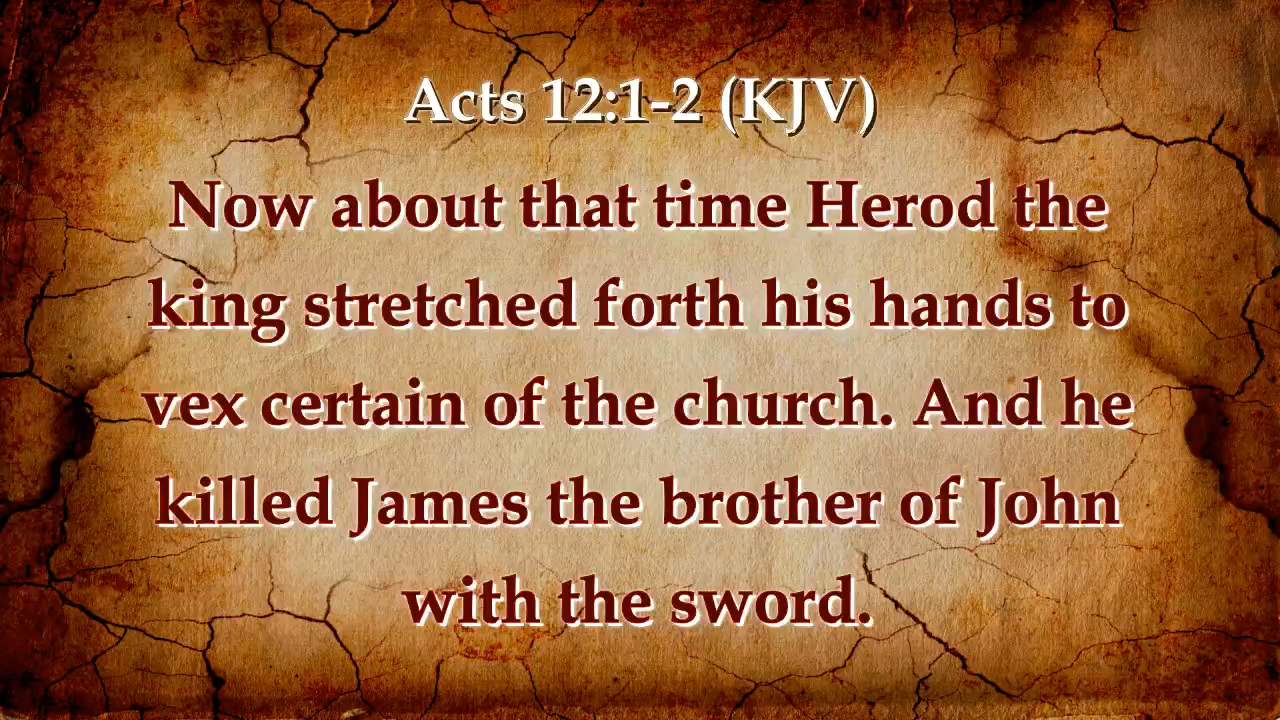 Acts 12:1-2 (KJV)
Now about that time Herod the
king stretched forth his hands to
vex certain of the church. And he
killed James the brother of John
with the sword.